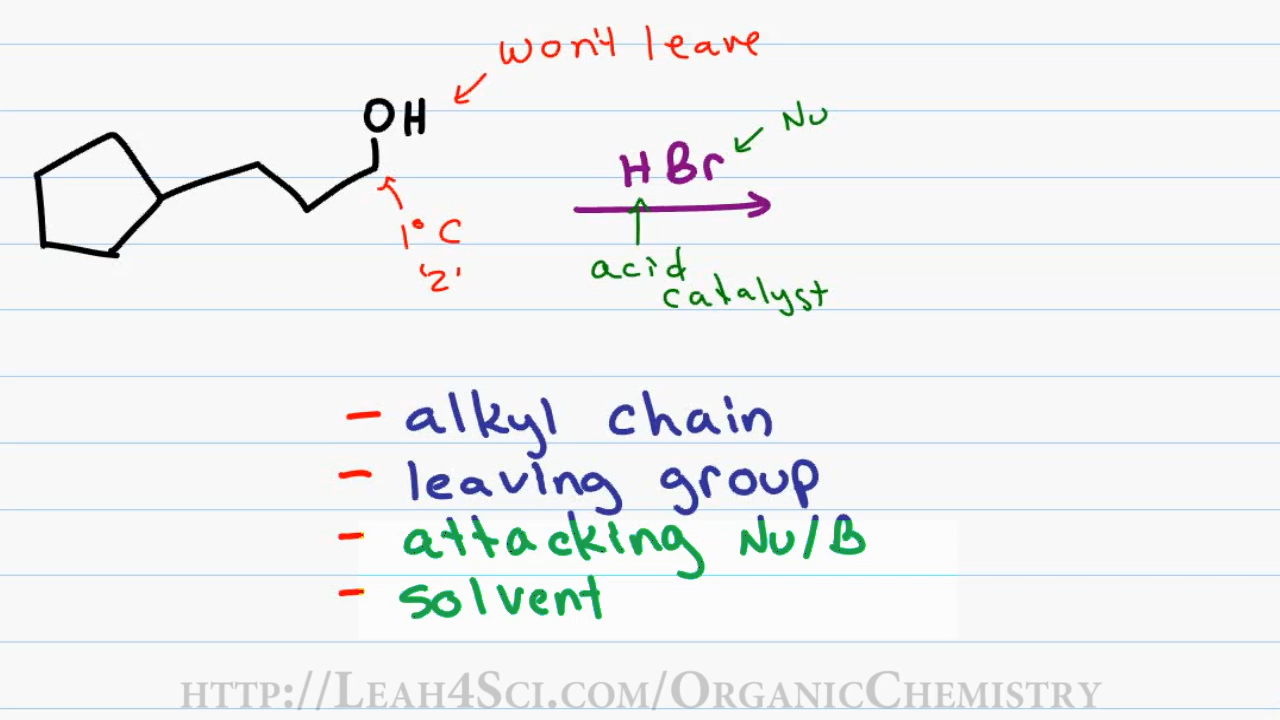 won't leave
OH
Nu
HBr
1° C
'2'
acid
catalyst
- alkyl chain
- leaving group
- attacking Nu/B
- solvent
http://Leah4Sci.com/OrganicChemistry